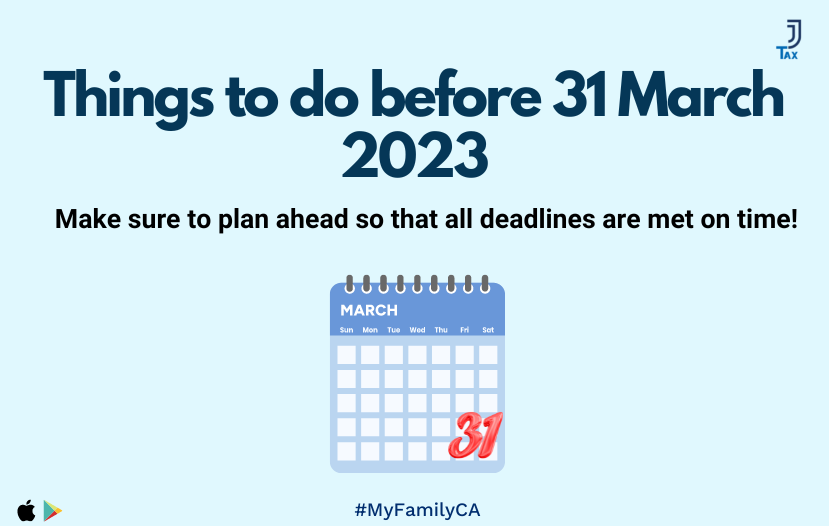 J
TAX
Things to do before 31 March
2023
Make sure to plan ahead so that all deadlines are met on time!
MARCH
Sun Mon Tue Wed Thu Fri Sat
31
#MyFamilyCA